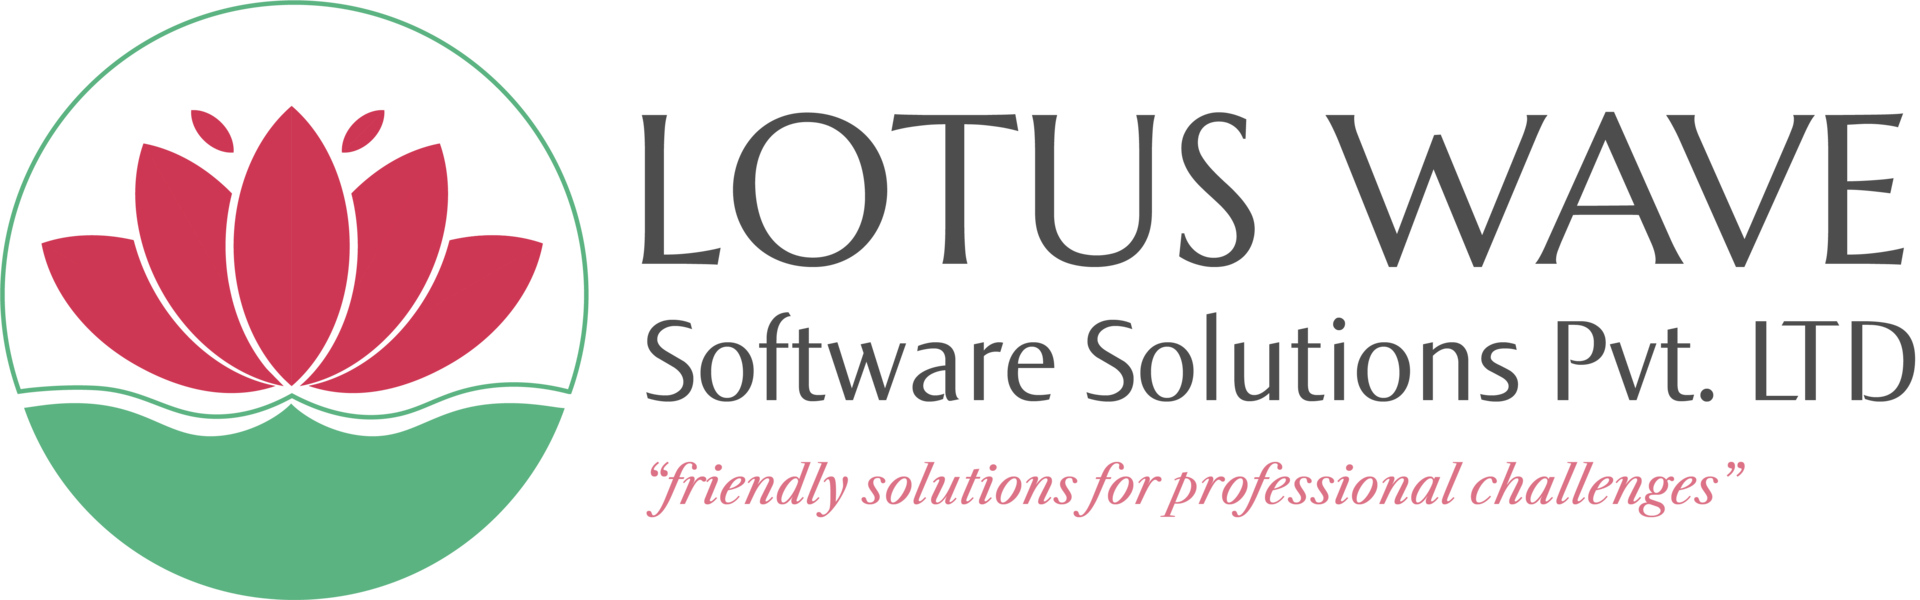 LOTUS WAVE
Software Solutions Pvt. LTD
“friendly solutions for professional challenges”